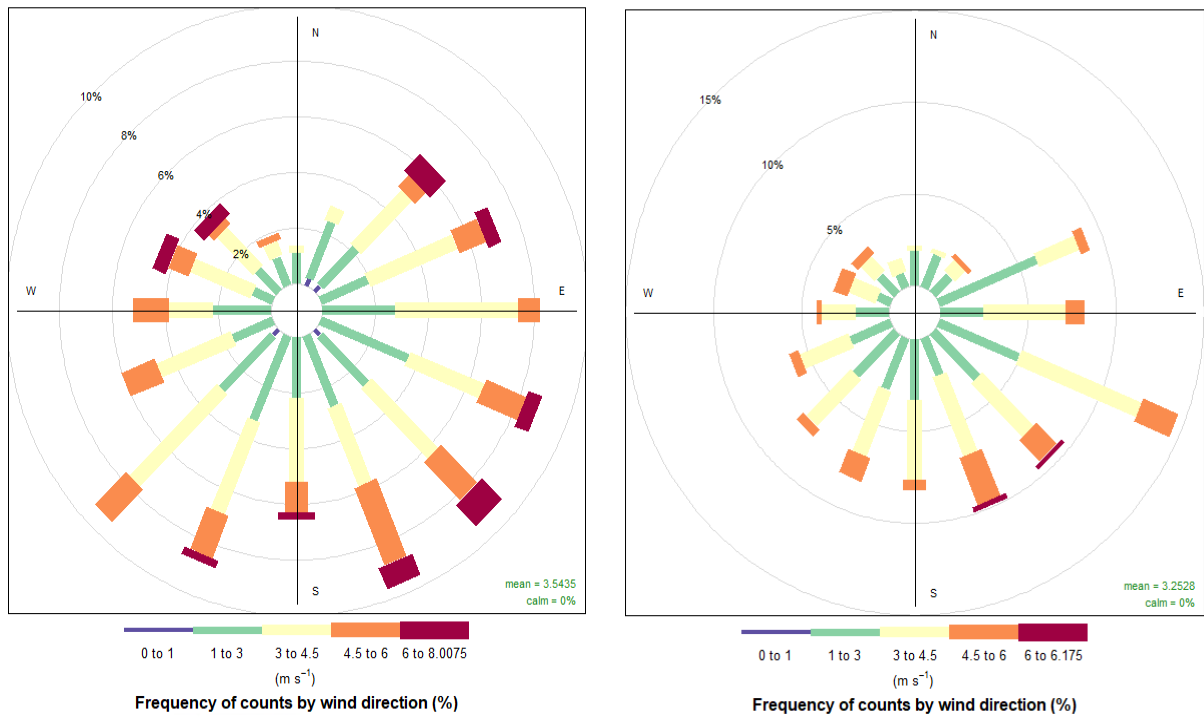 N
10%
8%
6%
4%
2%
W
E
S
mean = 3.5435
calm = 0%
0 to 1
1 to 3
3 to 4.5
4.5 to 6
6 to 8.0075
(m s⁻¹)
Frequency of counts by wind direction (%)
N
15%
10%
5%
W
E
S
mean = 3.2528
calm = 0%
0 to 1
1 to 3
3 to 4.5
4.5 to 6
6 to 6.175
(m s⁻¹)
Frequency of counts by wind direction (%)